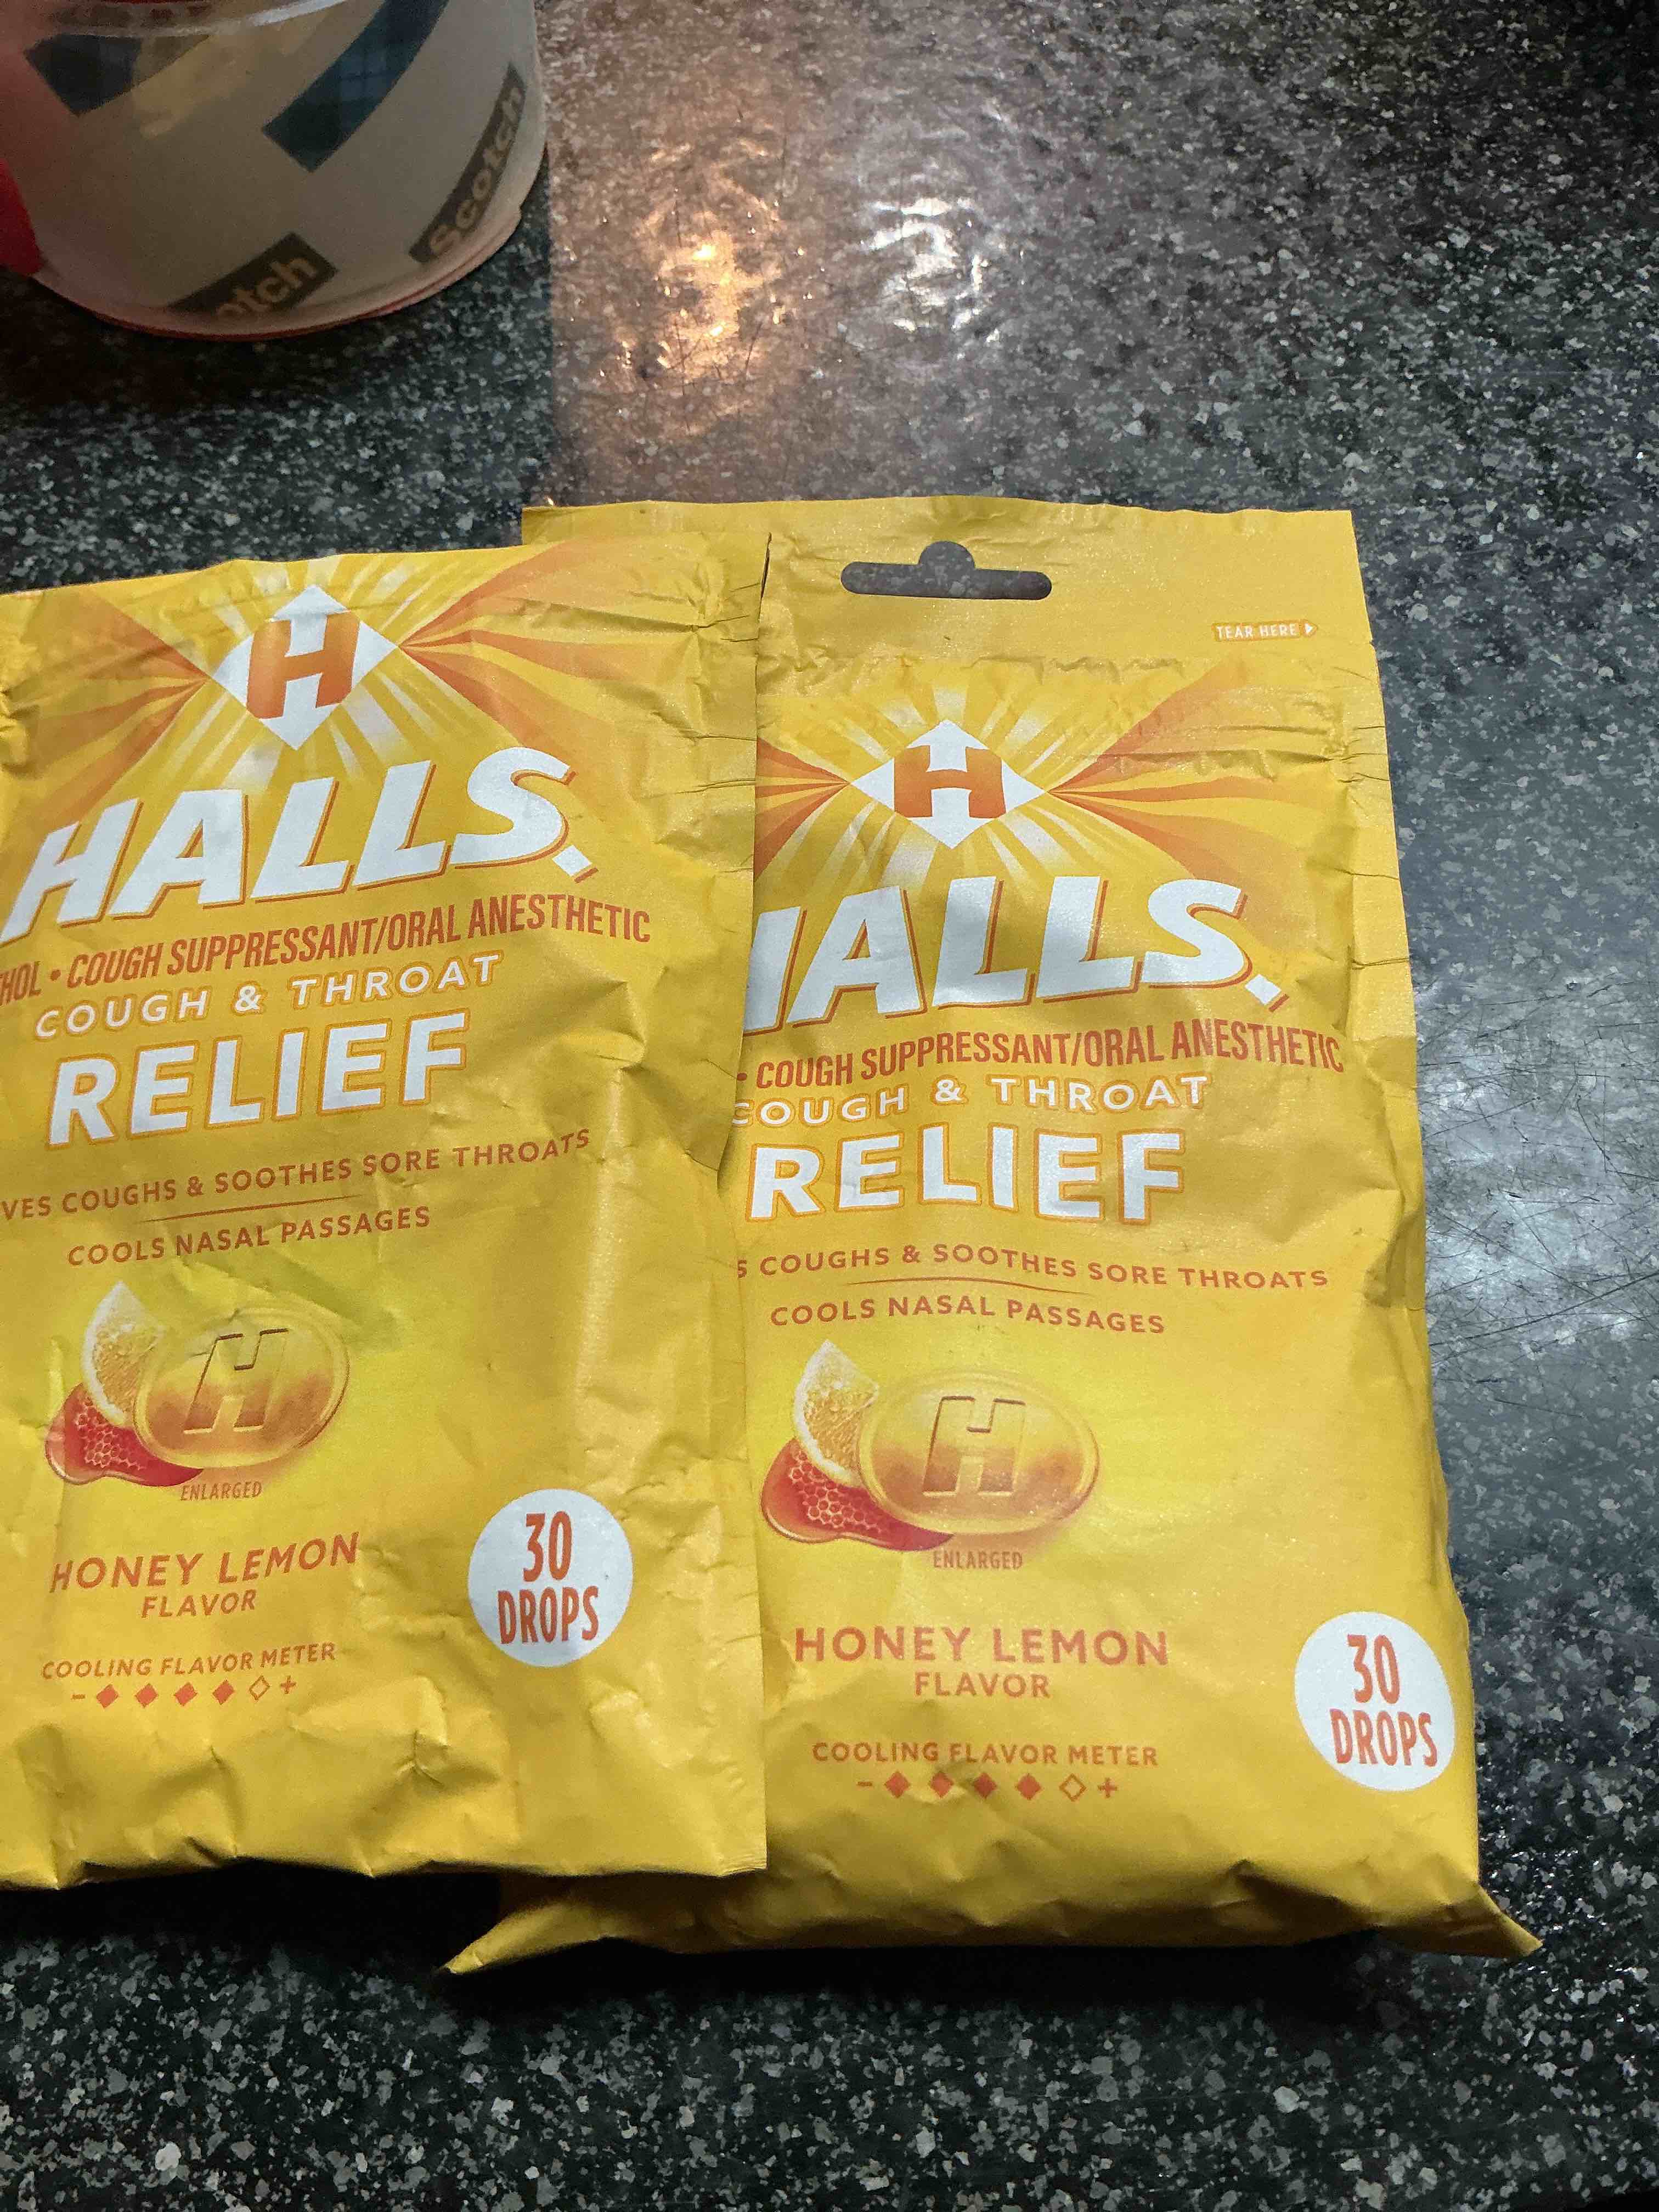 Scotch
otch
H
HALLS
HOL • COUGH SUPPRESSANT/ORAL ANESTHETIC
COUGH & THROAT
RELIEF
VES COUGHS & SOOTHES SORE THROATS
COOLS NASAL PASSAGES
H
ENLARGED
HONEY LEMON
FLAVOR
30
DROPS
COOLING FLAVOR METER
- +
TEAR HERE
H
HALLS
• COUGH SUPPRESSANT/ORAL ANESTHETIC
COUGH & THROAT
RELIEF
S COUGHS & SOOTHES SORE THROATS
COOLS NASAL PASSAGES
H
ENLARGED
HONEY LEMON
FLAVOR
30
DROPS
COOLING FLAVOR METER
- +